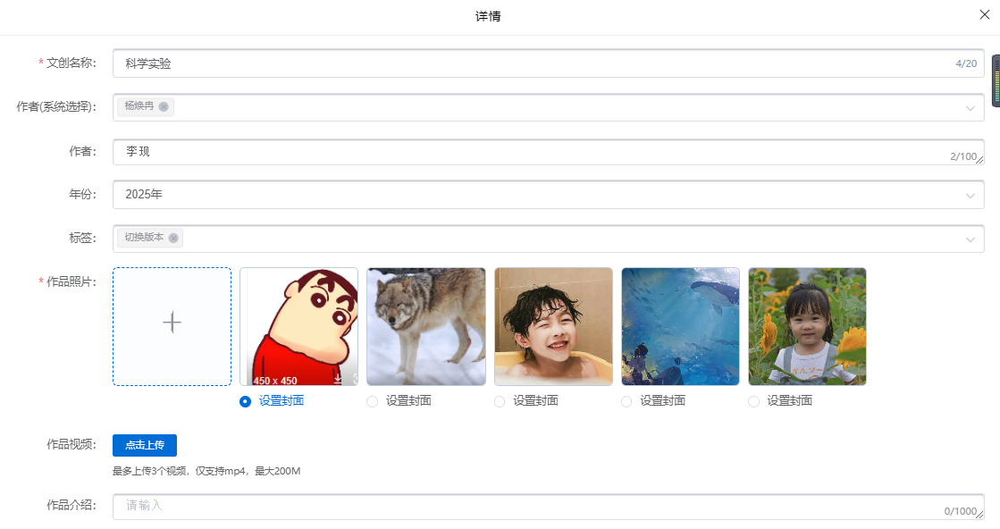 详情
* 文创名称： 科学实验 4/20
作者(系统选择)： 杨焕冉
作者： 李现 2/100
年份： 2025年
标签： 切换版本
* 作品照片：
450 x 450
设置封面 设置封面 设置封面 设置封面 设置封面
作品视频： 点击上传
最多上传3个视频，仅支持mp4，最大200M
作品介绍： 请输入 0/1000